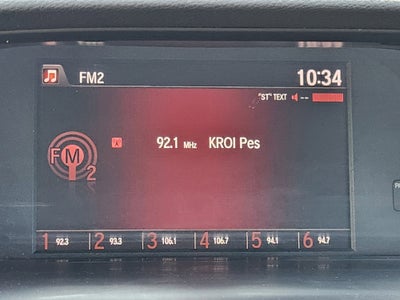 FM2 10:34
"ST" TEXT --
FM 2
92.1 MHz KROI Pes
1 92.3 2 93.3 3 106.1 4 106.7 5 94.1 6 94.7